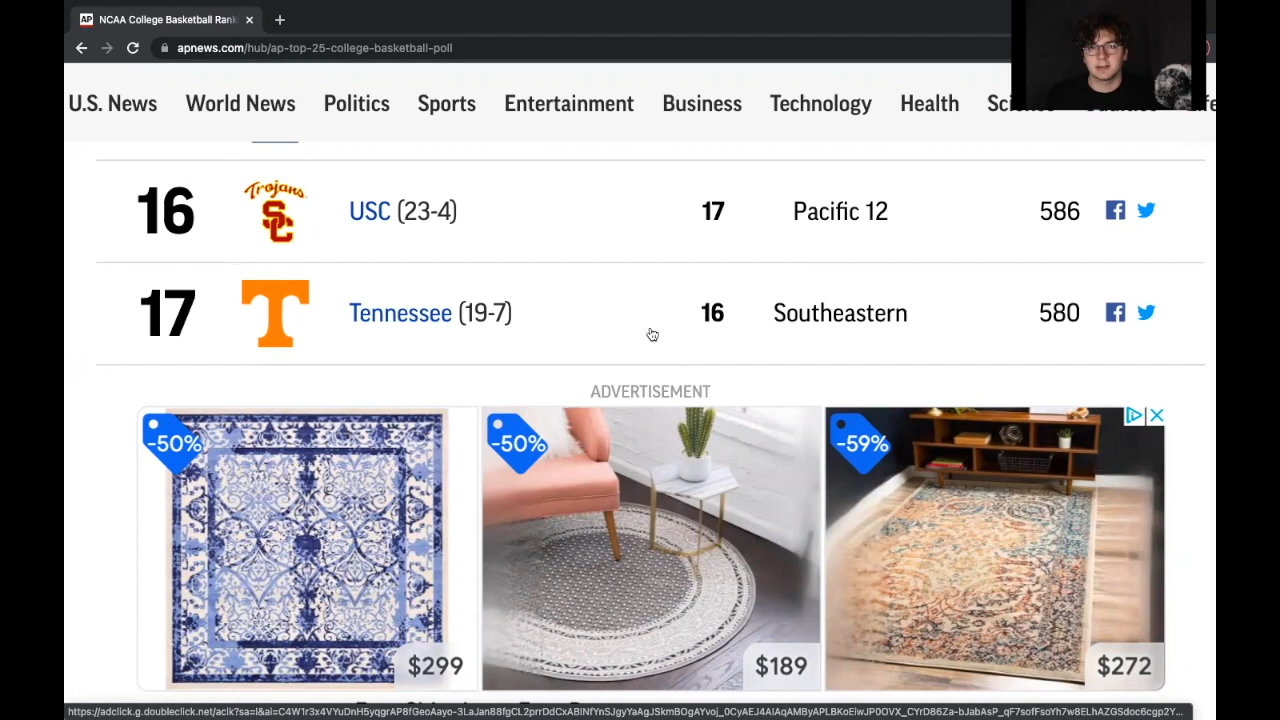 NCAA College Basketball Rank
apnews.com/hub/ap-top-25-college-basketball-poll
U.S. News World News Politics Sports Entertainment Business Technology Health
16 Trojans SC USC (23-4) 17 Pacific 12 586
17 T Tennessee (19-7) 16 Southeastern 580
ADVERTISEMENT
-50% -50% -59%
$299 $189 $272